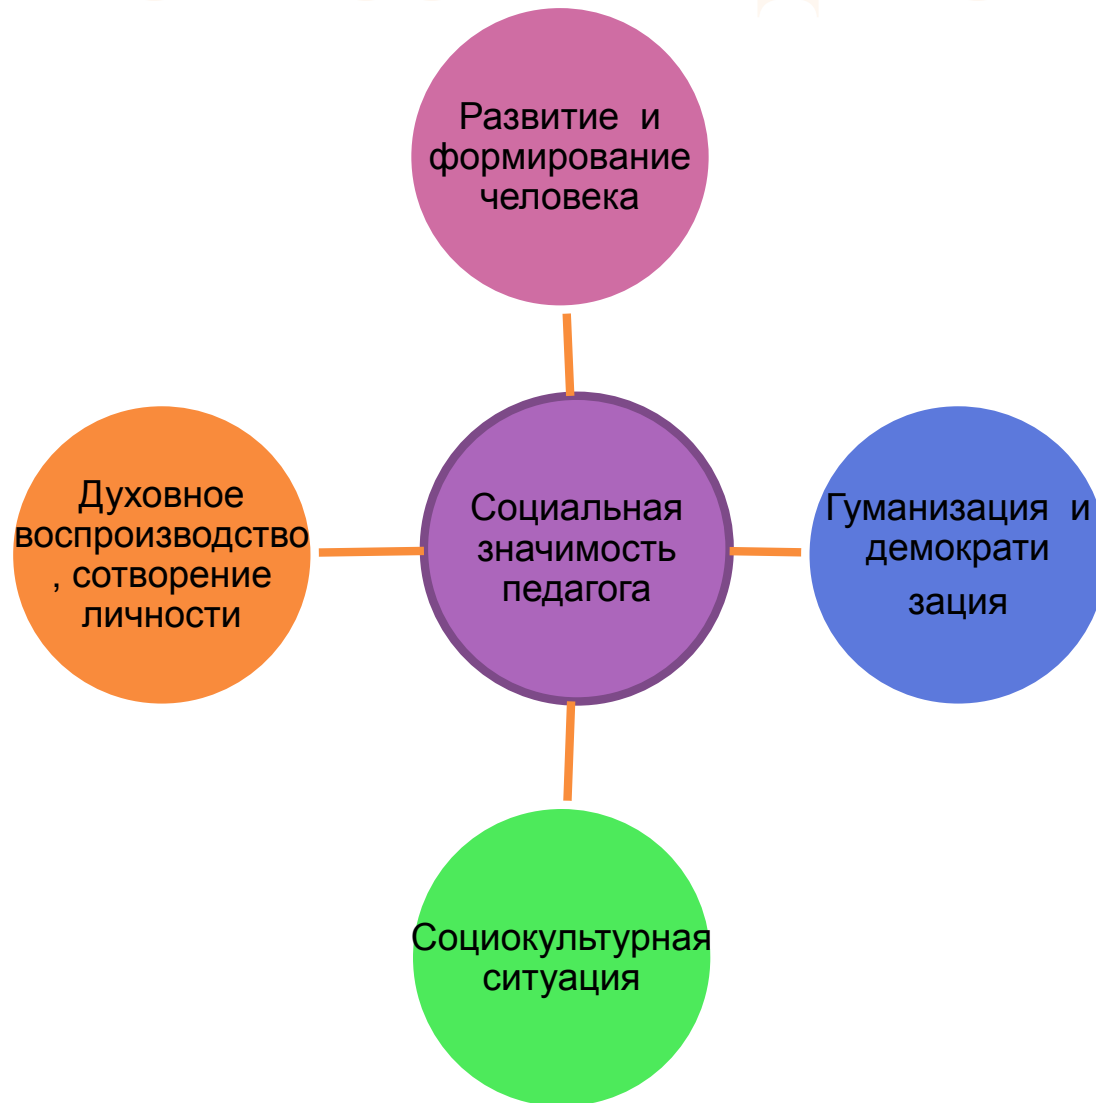 Развитие и
формирование
человека
Духовное
воспроизводство
, сотворение
личности
Социальная
значимость
педагога
Гуманизация и
демократи
зация
Социокультурная
ситуация